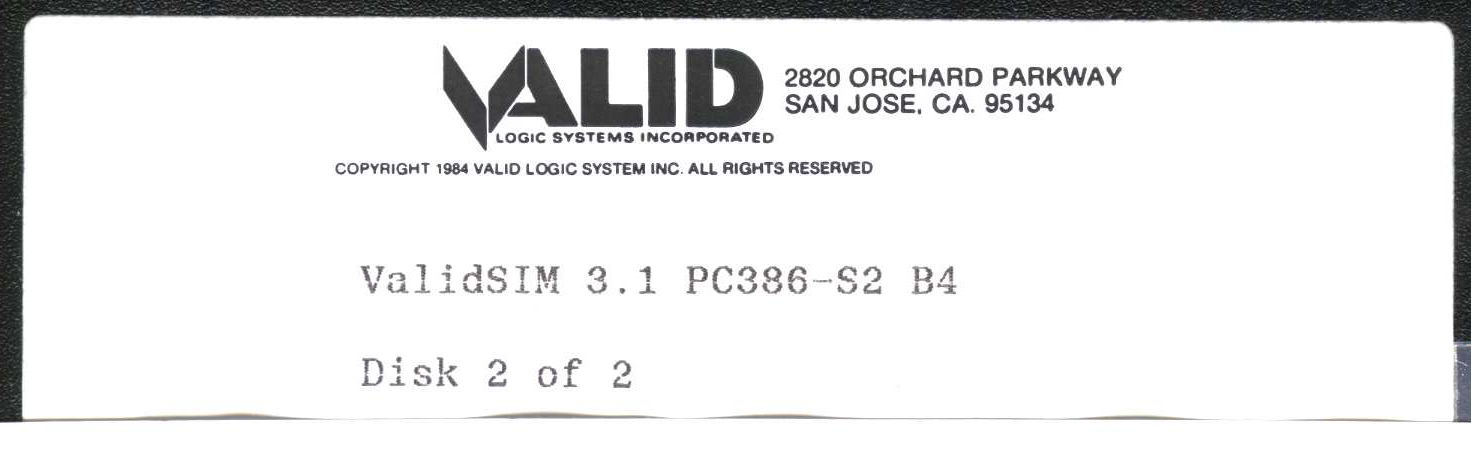 VALID
LOGIC SYSTEMS INCORPORATED
2820 ORCHARD PARKWAY
SAN JOSE, CA. 95134
COPYRIGHT 1984 VALID LOGIC SYSTEM INC. ALL RIGHTS RESERVED
ValidSIM 3.1 PC386-S2 B4
Disk 2 of 2